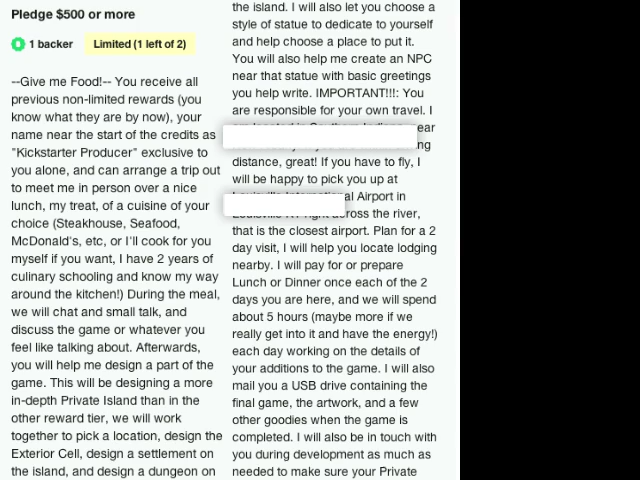 Pledge $500 or more
1 backer Limited (1 left of 2)
--Give me Food!-- You receive all
previous non-limited rewards (you
know what they are by now), your
name near the start of the credits as
"Kickstarter Producer" exclusive to
you alone, and can arrange a trip out
to meet me in person over a nice
lunch, my treat, of a cuisine of your
choice (Steakhouse, Seafood,
McDonald's, etc, or I'll cook for you
myself if you want, I have 2 years of
culinary schooling and know my way
around the kitchen!) During the meal,
we will chat and small talk, and
discuss the game or whatever you
feel like talking about. Afterwards,
you will help me design a part of the
game. This will be designing a more
in-depth Private Island than in the
other reward tier, we will work
together to pick a location, design the
Exterior Cell, design a settlement on
the island, and design a dungeon on
the island. I will also let you choose a
style of statue to dedicate to yourself
and help choose a place to put it.
You will also help me create an NPC
near that statue with basic greetings
you help write. IMPORTANT!!!: You
are responsible for your own travel. I
distance, great! If you have to fly, I
will be happy to pick you up at
Airport in
across the river,
that is the closest airport. Plan for a 2
day visit, I will help you locate lodging
nearby. I will pay for or prepare
Lunch or Dinner once each of the 2
days you are here, and we will spend
about 5 hours (maybe more if we
really get into it and have the energy!)
each day working on the details of
your additions to the game. I will also
mail you a USB drive containing the
final game, the artwork, and a few
other goodies when the game is
completed. I will also be in touch with
you during development as much as
needed to make sure your Private